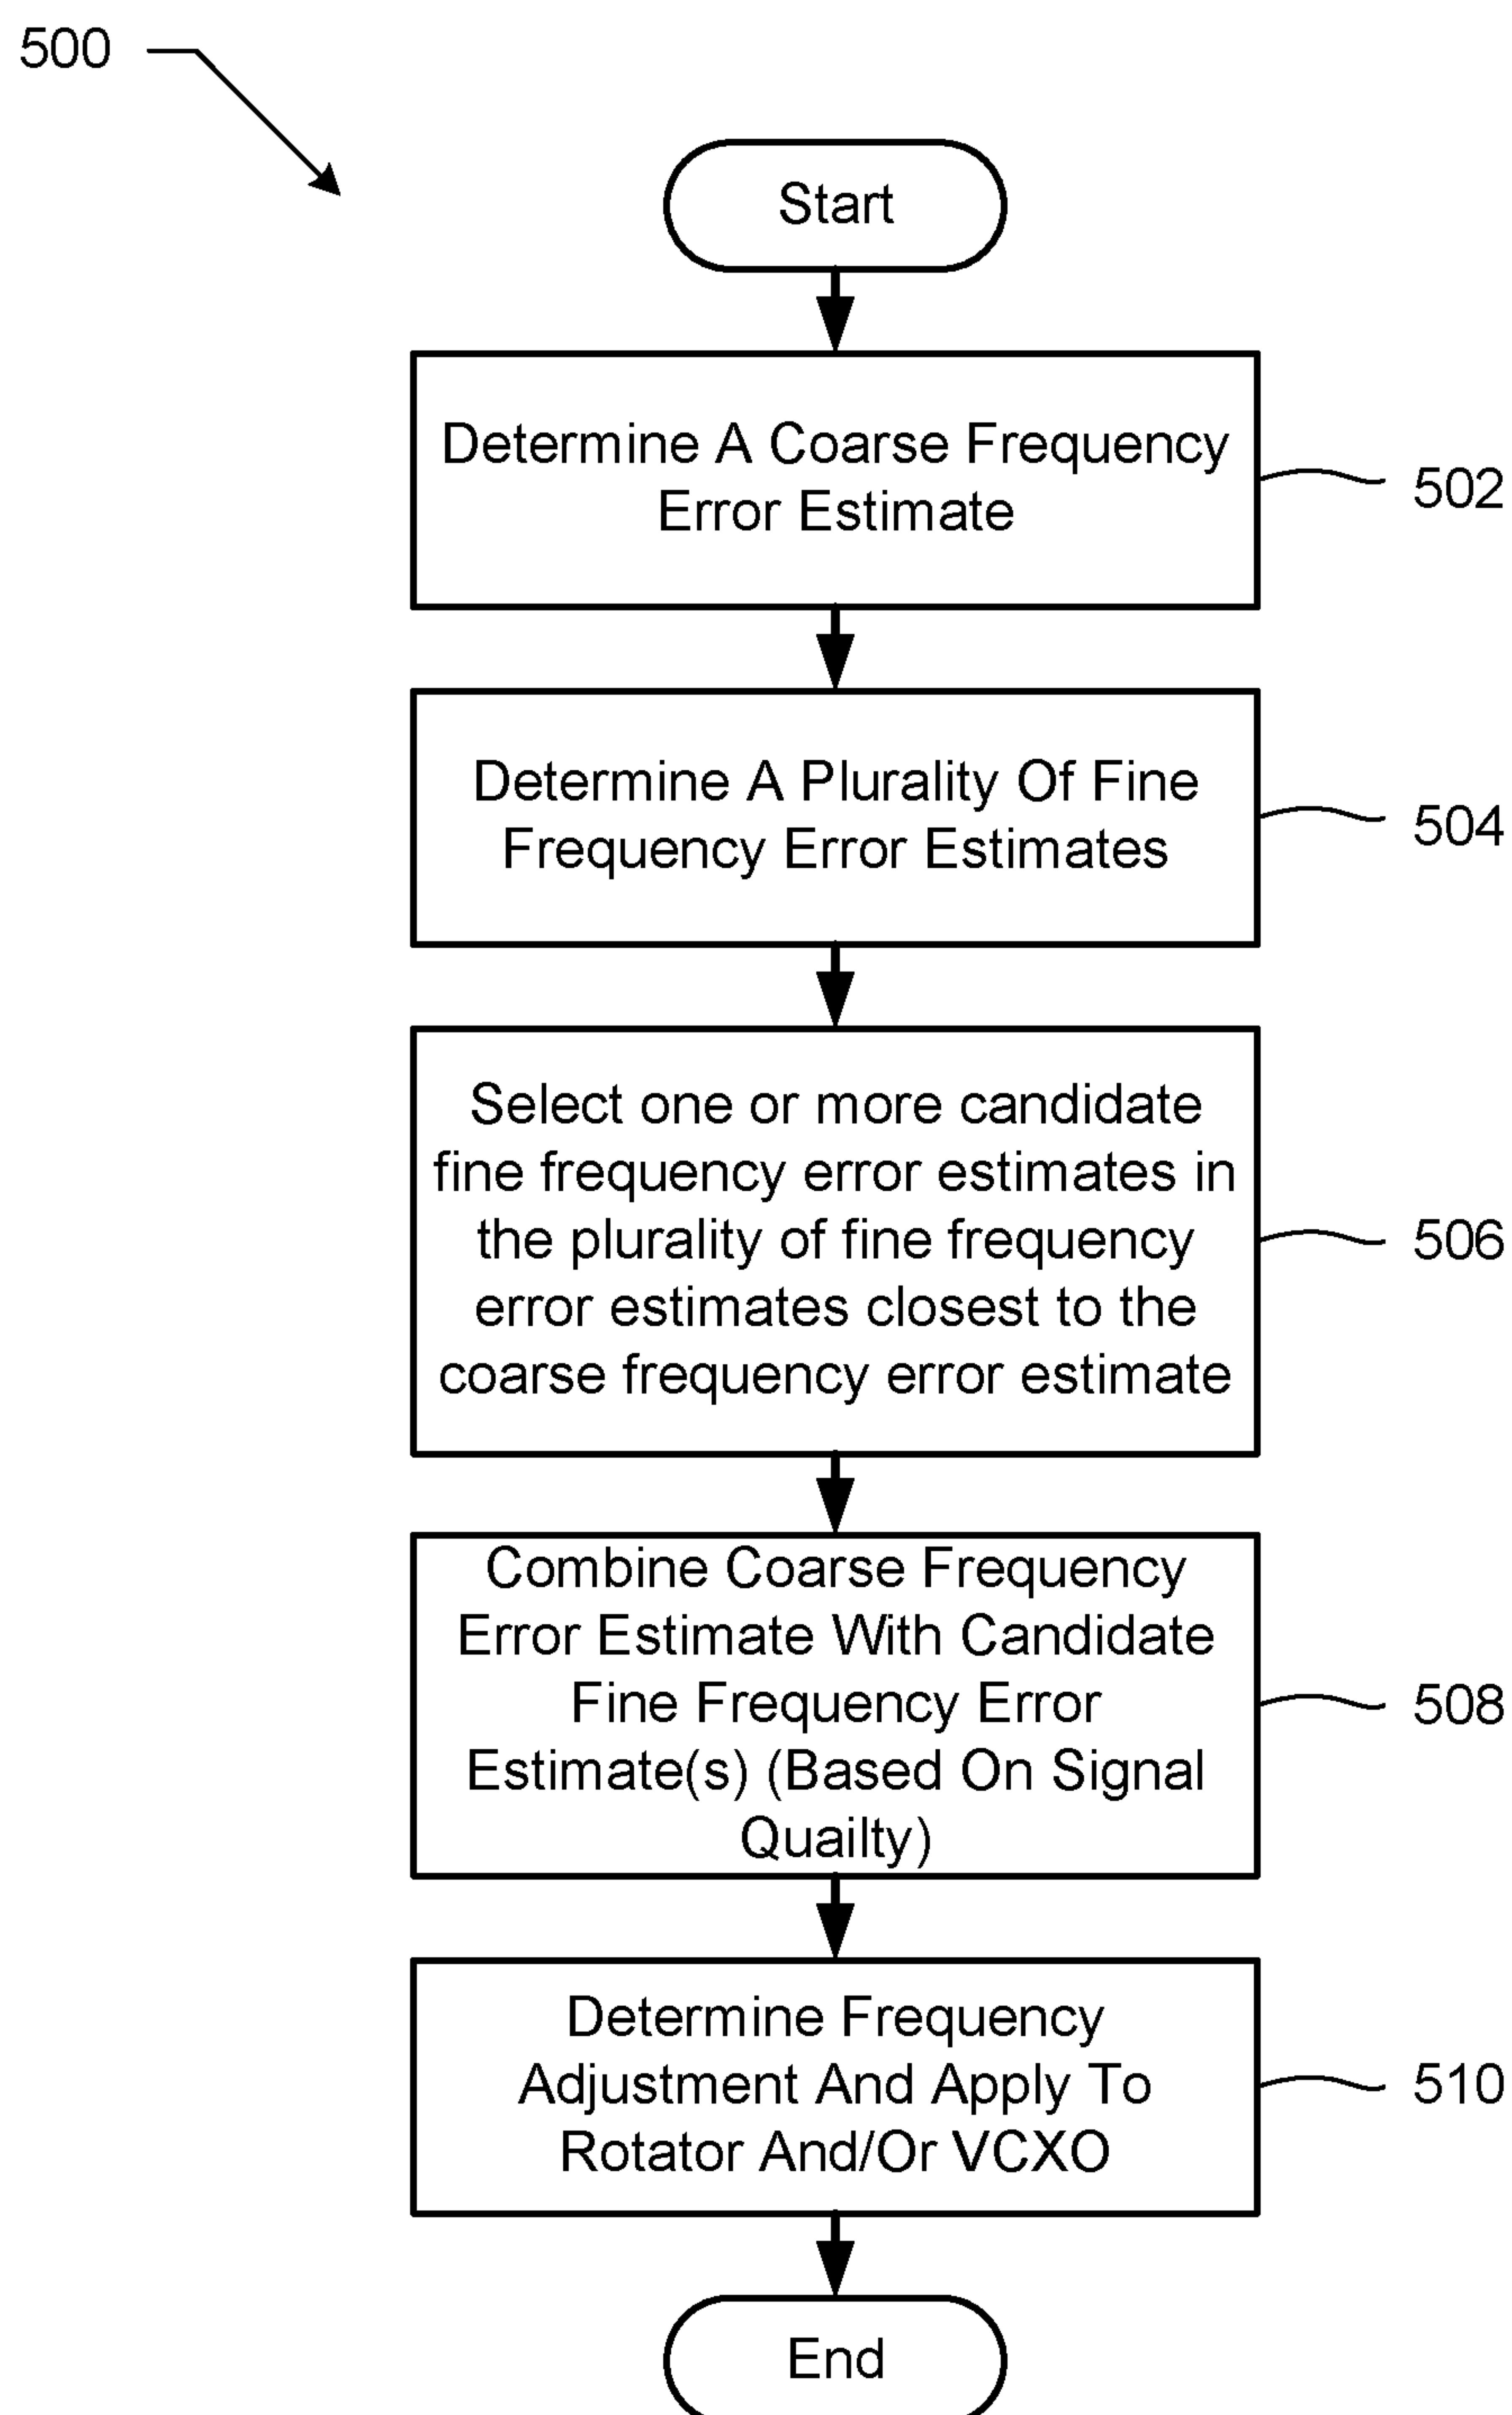 500
Start
Determine A Coarse Frequency
Error Estimate
502
Determine A Plurality Of Fine
Frequency Error Estimates
504
Select one or more candidate
fine frequency error estimates in
the plurality of fine frequency
error estimates closest to the
coarse frequency error estimate
506
Combine Coarse Frequency
Error Estimate With Candidate
Fine Frequency Error
Estimate(s) (Based On Signal
Quailty)
508
Determine Frequency
Adjustment And Apply To
Rotator And/Or VCXO
510
End